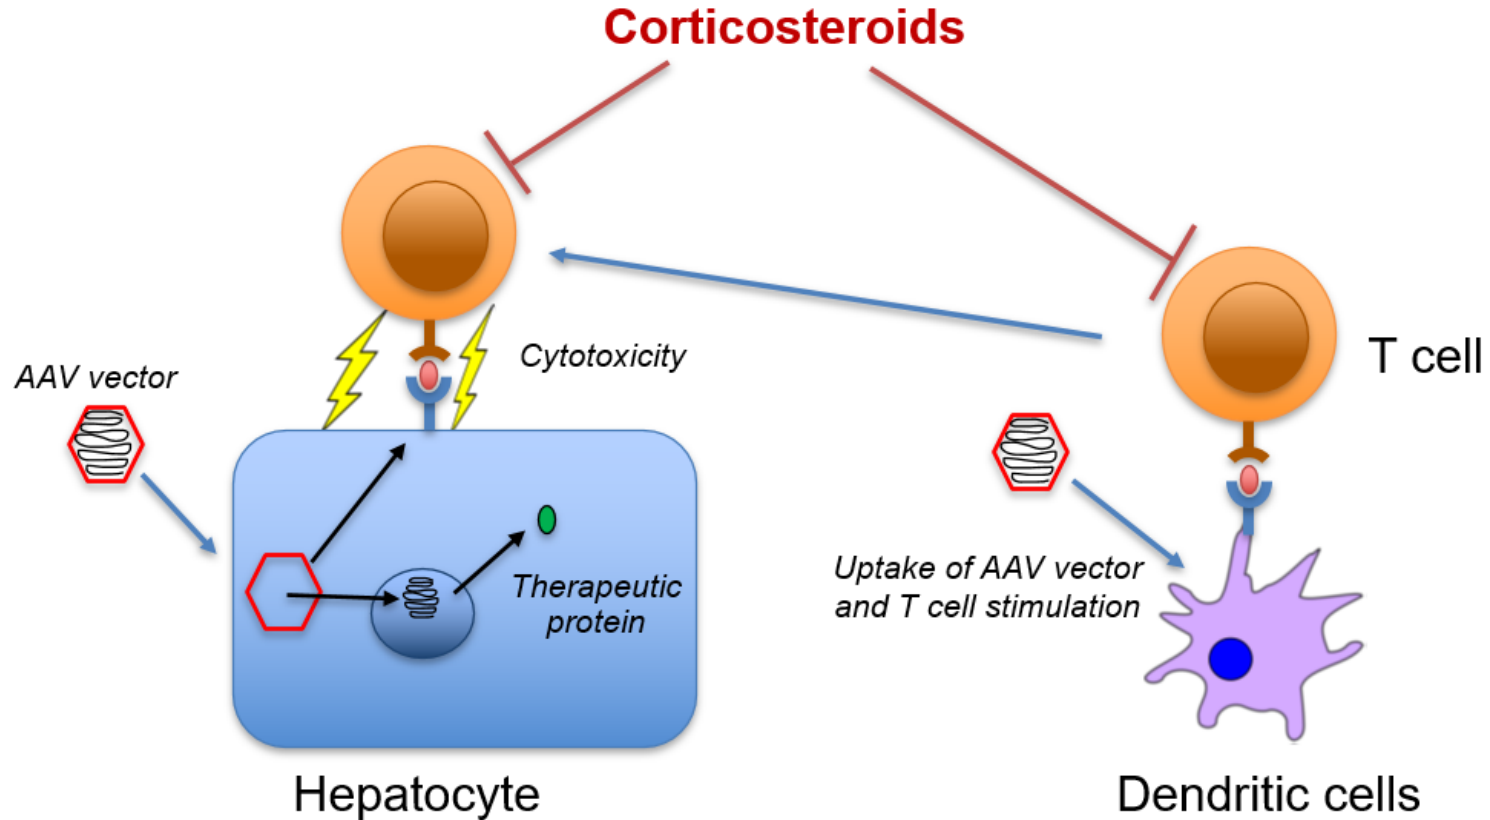 Corticosteroids
AAV vector
Cytotoxicity
T cell
Therapeutic
protein
Uptake of AAV vector
and T cell stimulation
Hepatocyte
Dendritic cells